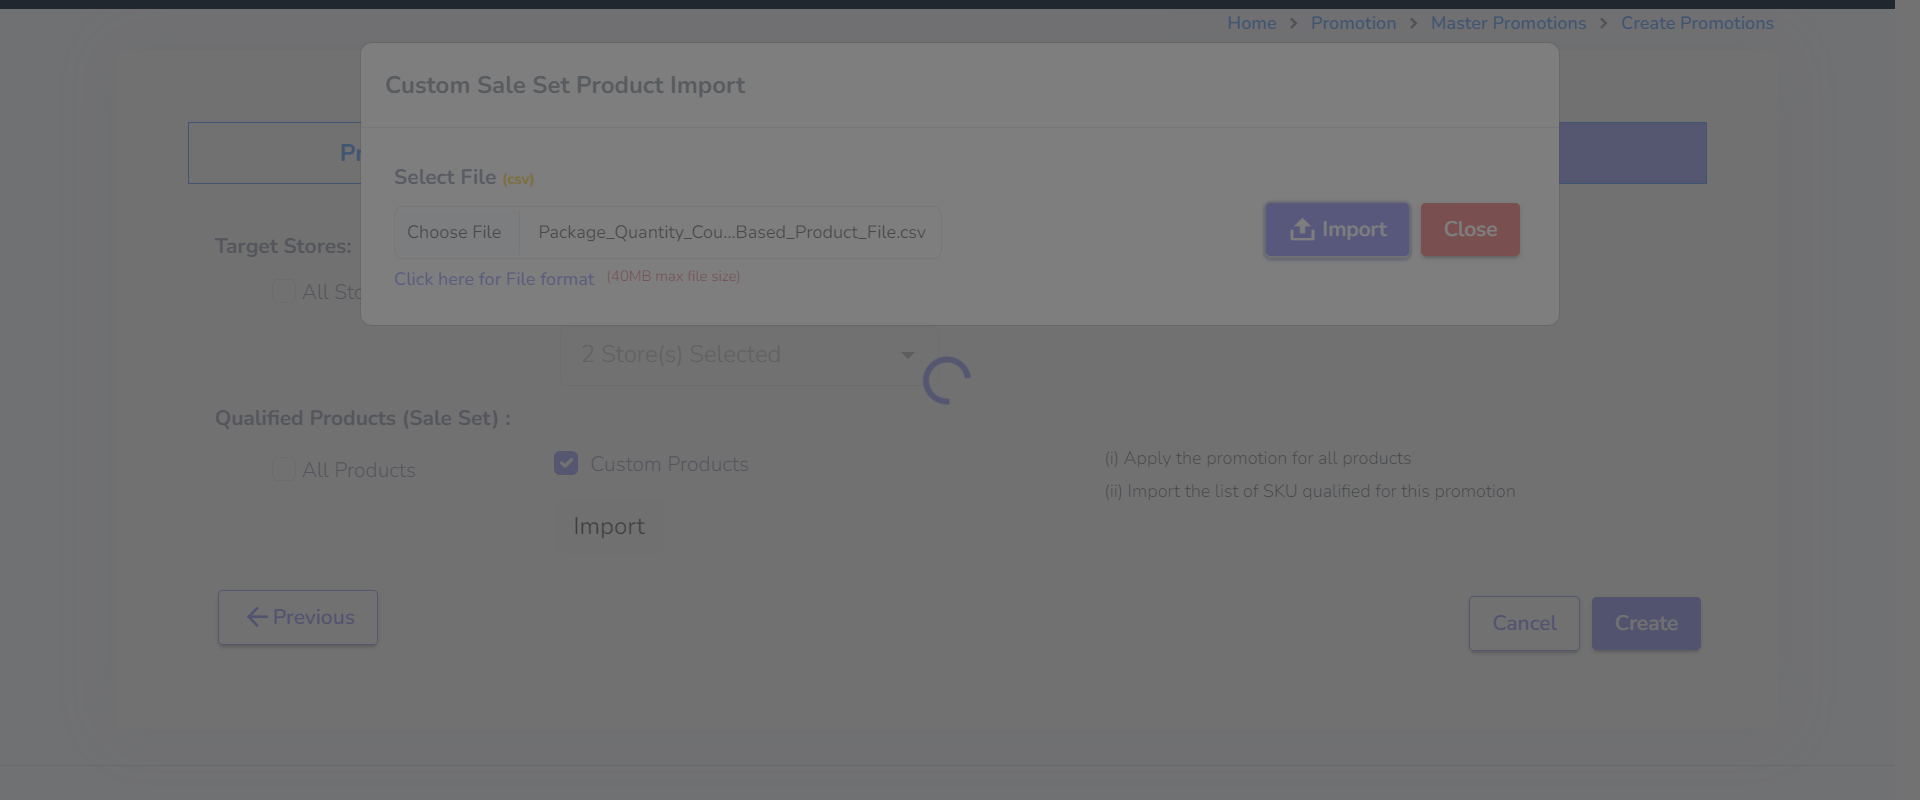 Home > Promotion > Master Promotions > Create Promotions
Custom Sale Set Product Import
Select File (csv)
Choose File Package_Quantity_Cou...Based_Product_File.csv
Import Close
Click here for File format (40MB max file size)
Target Stores:
2 Store(s) Selected
Qualified Products (Sale Set) :
All Products
Custom Products
(i) Apply the promotion for all products
(ii) Import the list of SKU qualified for this promotion
Import
Previous
Cancel Create